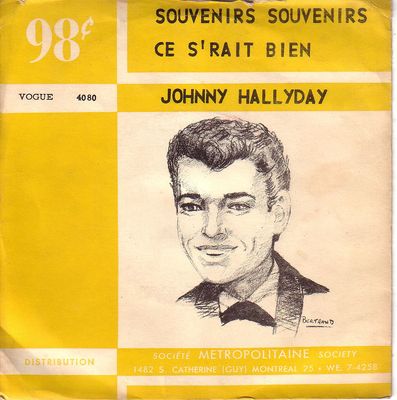 98¢
SOUVENIRS SOUVENIRS
CE S'RAIT BIEN
VOGUE 4080
JOHNNY HALLYDAY
BERTRAND
DISTRIBUTION
SOCIÉTÉ METROPOLITAINE SOCIETY
1482 S. CATHERINE (GUY) MONTREAL 25 • WE. 7-4258